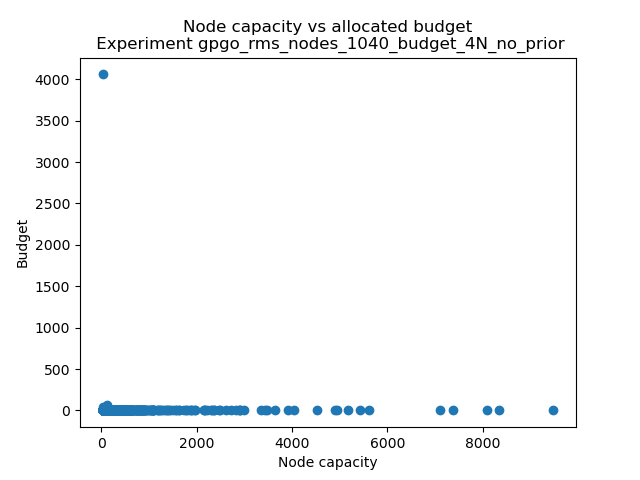 Node capacity vs allocated budget
Experiment gpgo_rms_nodes_1040_budget_4N_no_prior
4000
3500
3000
2500
2000
1500
1000
500
0
Budget
0 2000 4000 6000 8000
Node capacity